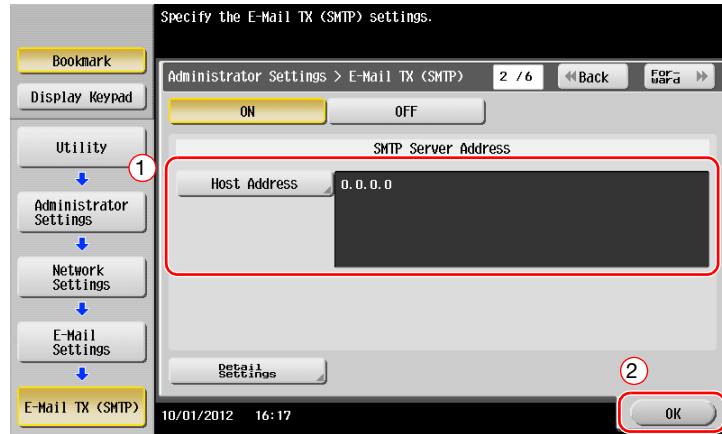 Specify the E-Mail TX (SMTP) settings.
Bookmark
Display Keypad
Utility
Administrator
Settings
Network
Settings
E-Mail
Settings
E-Mail TX (SMTP)
Administrator Settings > E-Mail TX (SMTP)
2 /6
Back
For-
ward
ON
OFF
SMTP Server Address
1
Host Address
0.0.0.0
Detail
Settings
2
10/01/2012 16:17
OK